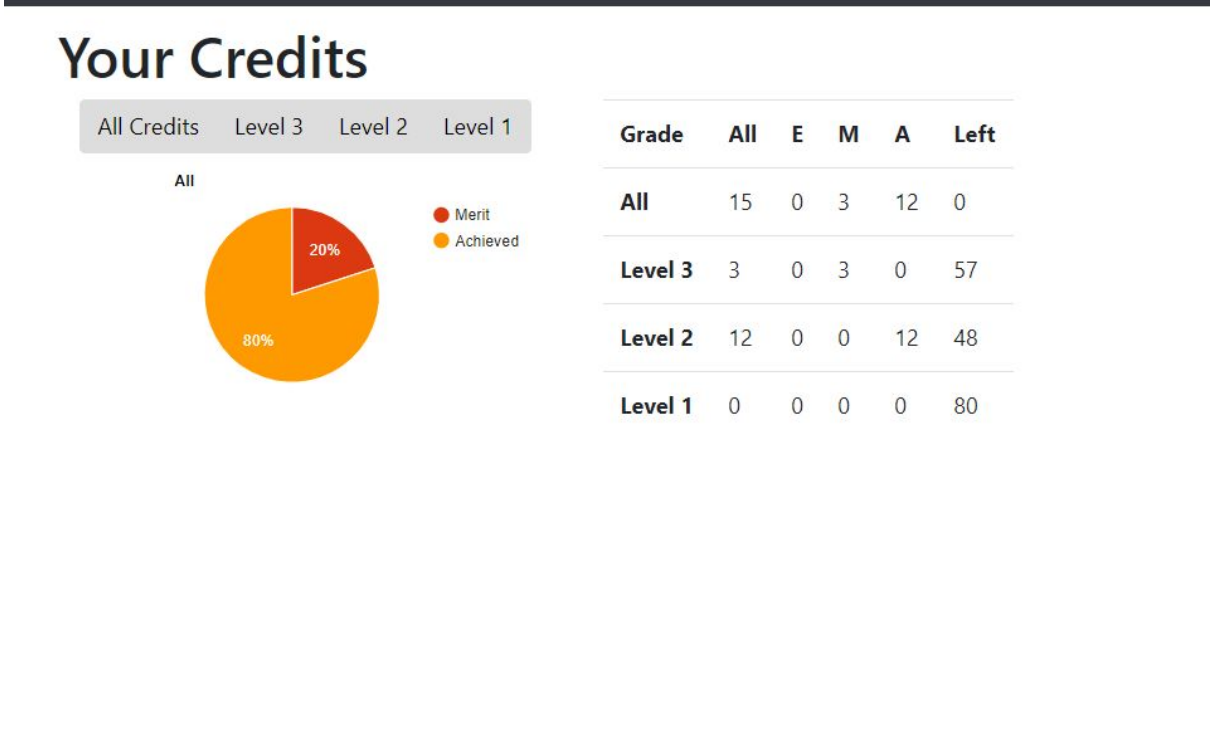 Your Credits
All Credits Level 3 Level 2 Level 1
All
Merit
Achieved
20%
80%
Grade All E M A Left
All 15 0 3 12 0
Level 3 3 0 3 0 57
Level 2 12 0 0 12 48
Level 1 0 0 0 0 80